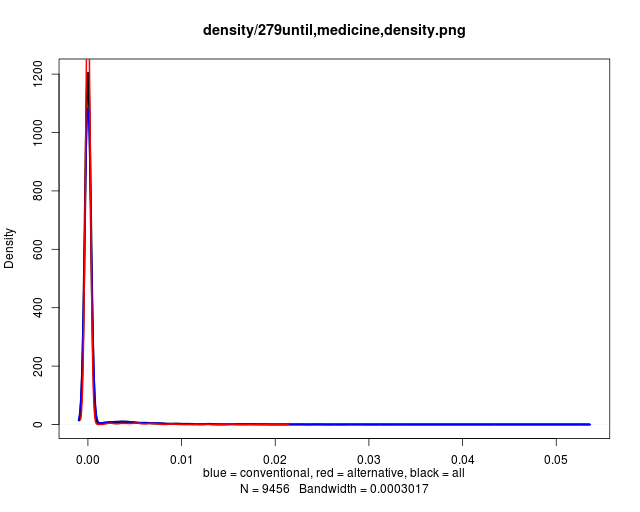 density/279until,medicine,density.png
Density
1200
1000
800
600
400
200
0
0.00 0.01 0.02 0.03 0.04 0.05
blue = conventional, red = alternative, black = all
N = 9456 Bandwidth = 0.0003017